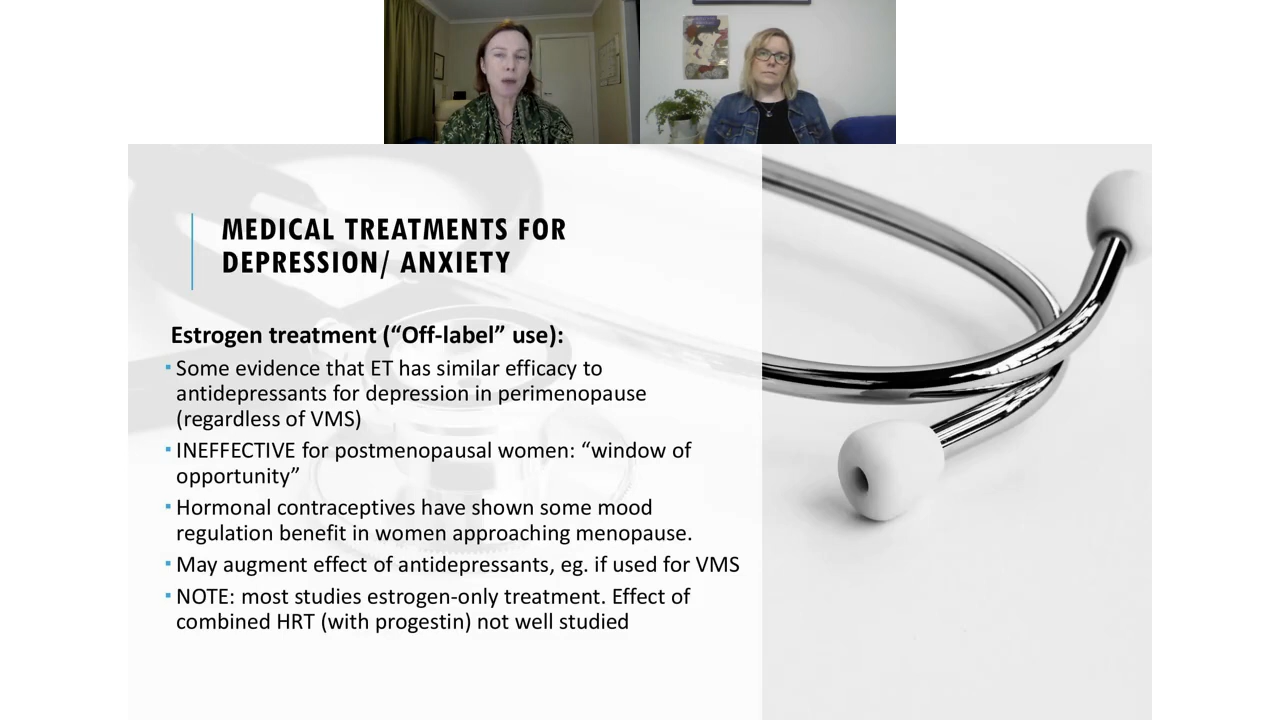 MEDICAL TREATMENTS FOR
DEPRESSION/ ANXIETY
Estrogen treatment (“Off-label” use):
▪ Some evidence that ET has similar efficacy to
antidepressants for depression in perimenopause
(regardless of VMS)
▪ INEFFECTIVE for postmenopausal women: “window of
opportunity”
▪ Hormonal contraceptives have shown some mood
regulation benefit in women approaching menopause.
▪ May augment effect of antidepressants, eg. if used for VMS
▪ NOTE: most studies estrogen-only treatment. Effect of
combined HRT (with progestin) not well studied